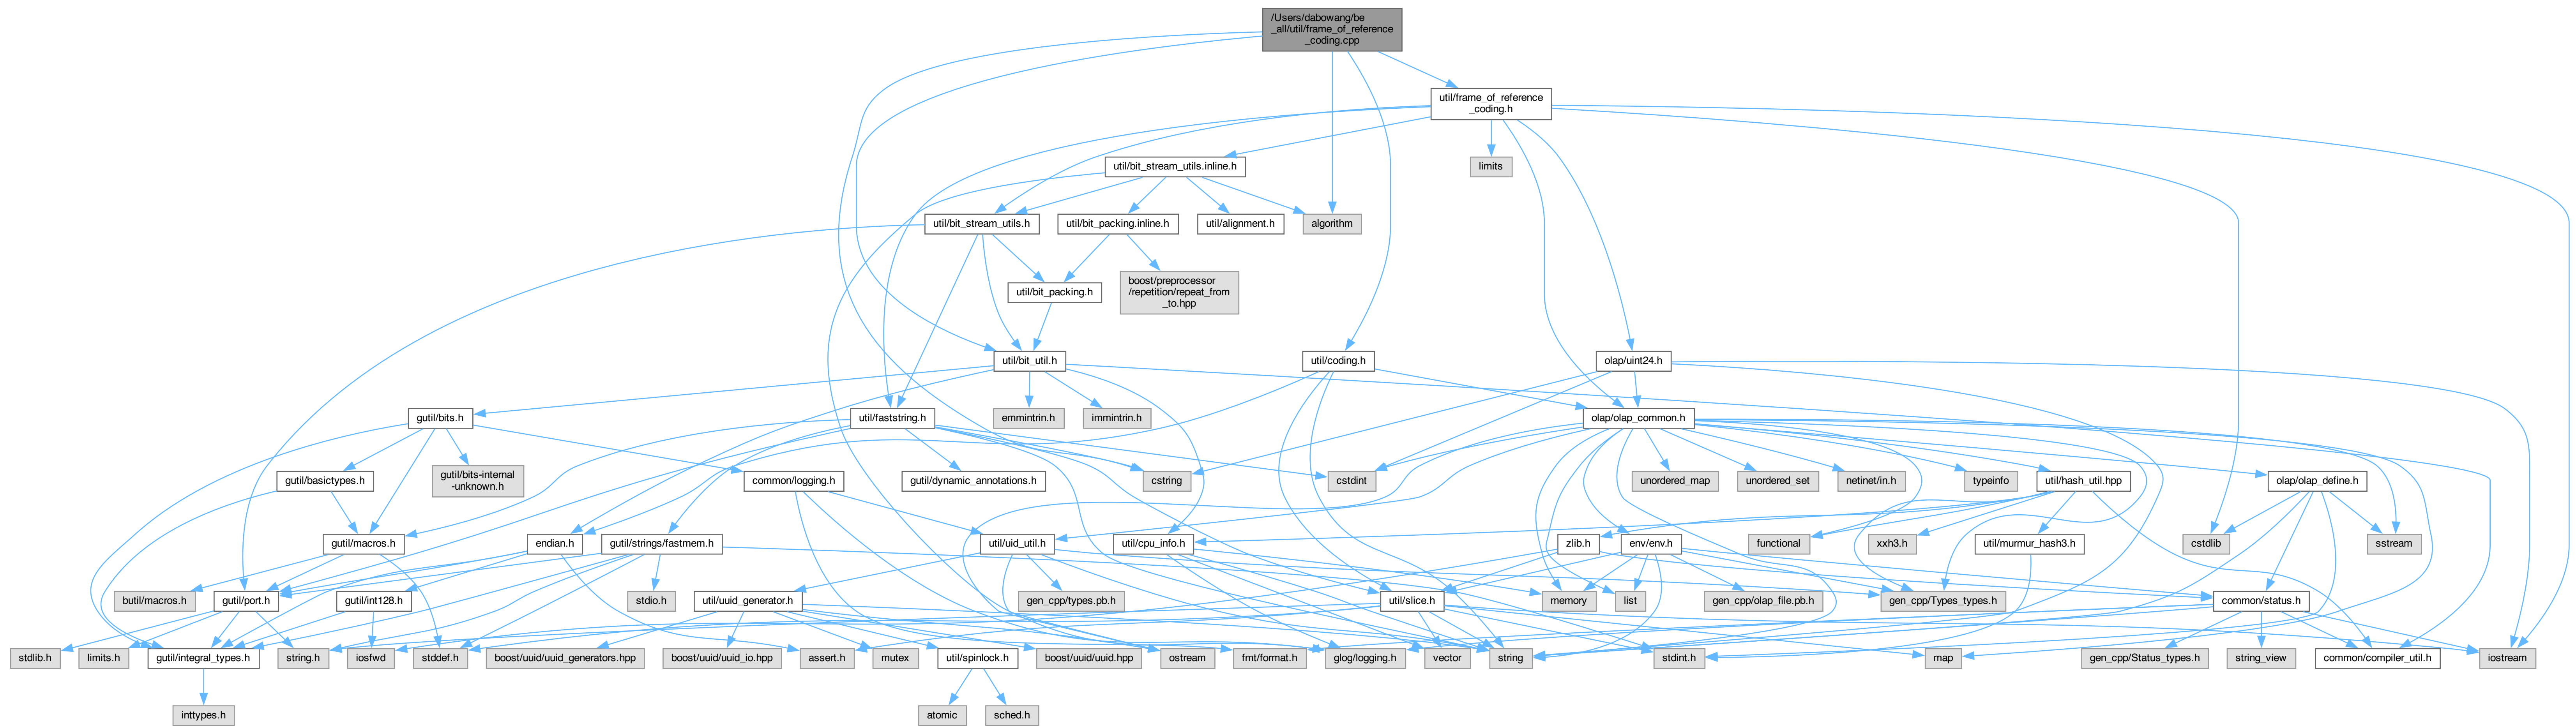 /Users/dabowang/be
_all/util/frame_of_reference
_coding.cpp
util/frame_of_reference
_coding.h
util/bit_stream_utils.inline.h
limits
util/bit_stream_utils.h
util/bit_packing.inline.h
util/alignment.h
algorithm
util/bit_packing.h
boost/preprocessor
/repetition/repeat_from
_to.hpp
util/bit_util.h
util/coding.h
olap/uint24.h
gutil/bits.h
util/faststring.h
emmintrin.h
immintrin.h
olap/olap_common.h
gutil/basictypes.h
gutil/bits-internal
-unknown.h
common/logging.h
gutil/dynamic_annotations.h
cstring
cstdint
unordered_map
unordered_set
netinet/in.h
typeinfo
util/hash_util.hpp
olap/olap_define.h
gutil/macros.h
endian.h
gutil/strings/fastmem.h
util/uid_util.h
util/cpu_info.h
zlib.h
env/env.h
functional
xxh3.h
util/murmur_hash3.h
cstdlib
sstream
butil/macros.h
gutil/port.h
gutil/int128.h
stdio.h
util/uuid_generator.h
gen_cpp/types.pb.h
util/slice.h
memory
list
gen_cpp/olap_file.pb.h
gen_cpp/Types_types.h
common/status.h
stdlib.h
limits.h
gutil/integral_types.h
string.h
iosfwd
stddef.h
boost/uuid/uuid_generators.hpp
boost/uuid/uuid_io.hpp
assert.h
mutex
util/spinlock.h
boost/uuid/uuid.hpp
ostream
fmt/format.h
glog/logging.h
vector
string
stdint.h
map
gen_cpp/Status_types.h
string_view
common/compiler_util.h
iostream
inttypes.h
atomic
sched.h